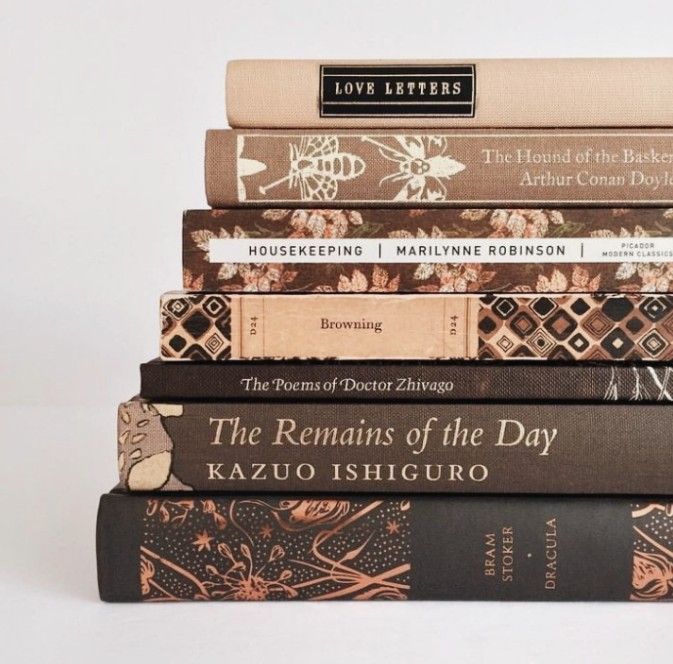 LOVE LETTERS
The Hound of the Basker
Arthur Conan Doyle
HOUSEKEEPING | MARILYNNE ROBINSON |
PICADOR
MODERN CLASSICS
D24
Browning
D24
The Poems of Doctor Zhivago
The Remains of the Day
KAZUO ISHIGURO
BRAM
STOKER
·
DRACULA